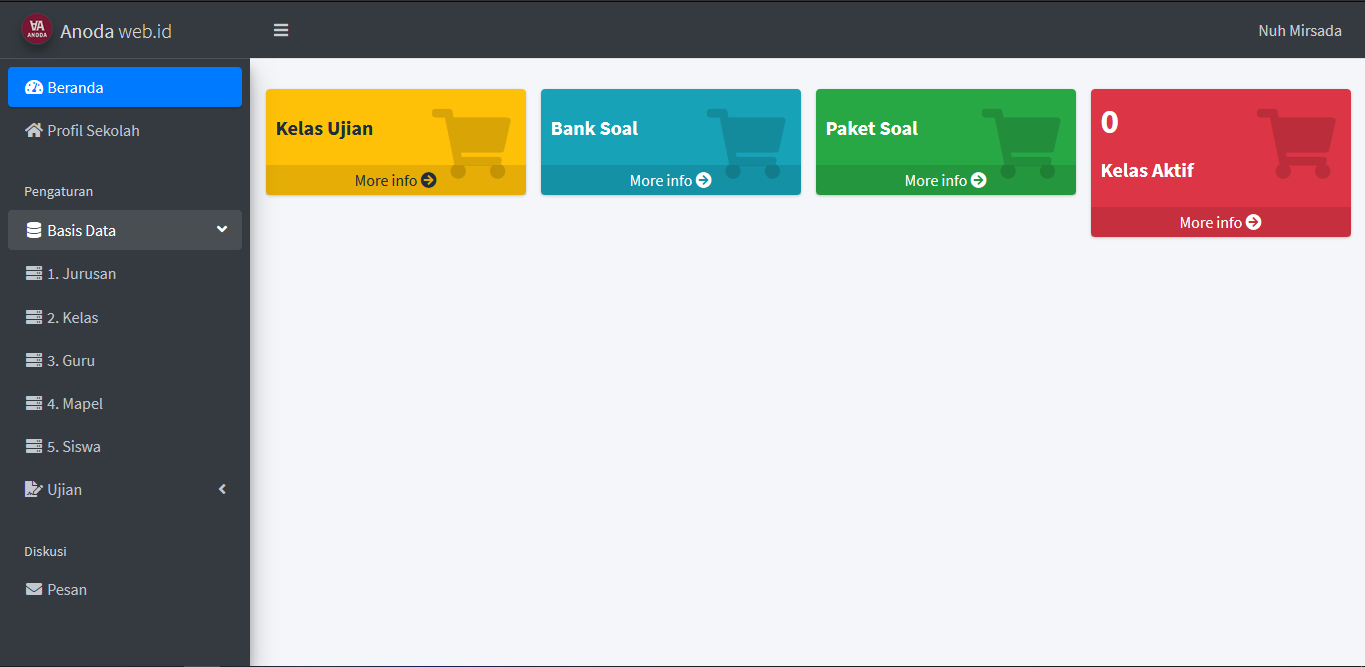 AA
ANODA
Anoda web.id
Nuh Mirsada
Beranda
Profil Sekolah
Pengaturan
Basis Data
1. Jurusan
2. Kelas
3. Guru
4. Mapel
5. Siswa
Ujian
Diskusi
Pesan
Kelas Ujian
More info
Bank Soal
More info
Paket Soal
More info
0
Kelas Aktif
More info